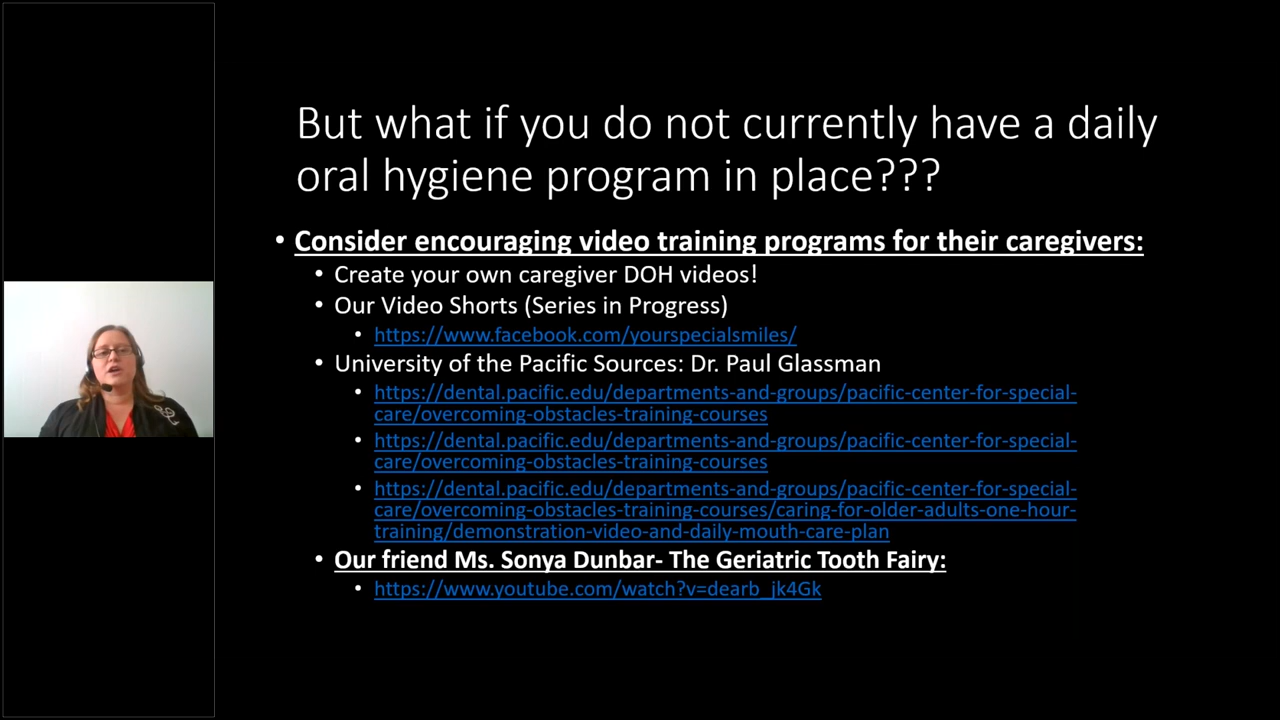 But what if you do not currently have a daily
oral hygiene program in place???
• Consider encouraging video training programs for their caregivers:
• Create your own caregiver DOH videos!
• Our Video Shorts (Series in Progress)
• https://www.facebook.com/yourspecialsmiles/
• University of the Pacific Sources: Dr. Paul Glassman
• https://dental.pacific.edu/departments-and-groups/pacific-center-for-special-
care/overcoming-obstacles-training-courses
• https://dental.pacific.edu/departments-and-groups/pacific-center-for-special-
care/overcoming-obstacles-training-courses
• https://dental.pacific.edu/departments-and-groups/pacific-center-for-special-
care/overcoming-obstacles-training-courses/caring-for-older-adults-one-hour-
training/demonstration-video-and-daily-mouth-care-plan
• Our friend Ms. Sonya Dunbar- The Geriatric Tooth Fairy:
• https://www.youtube.com/watch?v=dearb_jk4Gk